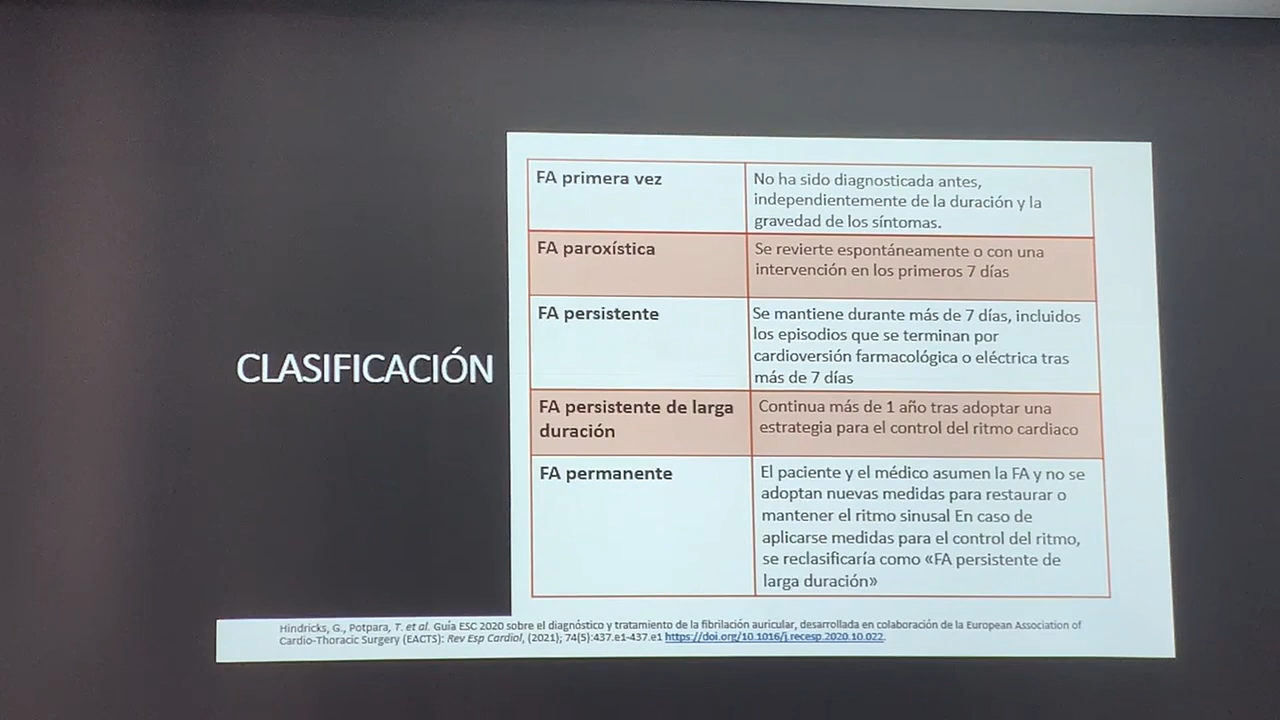 CLASIFICACIÓN
FA primera vez
No ha sido diagnosticada antes,
independientemente de la duración y la
gravedad de los síntomas.
FA paroxística
Se revierte espontáneamente o con una
intervención en los primeros 7 días
FA persistente
Se mantiene durante más de 7 días, incluidos
los episodios que se terminan por
cardioversión farmacológica o eléctrica tras
más de 7 días
FA persistente de larga
duración
Continua más de 1 año tras adoptar una
estrategia para el control del ritmo cardiaco
FA permanente
El paciente y el médico asumen la FA y no se
adoptan nuevas medidas para restaurar o
mantener el ritmo sinusal En caso de
aplicarse medidas para el control del ritmo,
se reclasificaría como «FA persistente de
larga duración»
Hindricks, G., Potpara, T. et al. Guía ESC 2020 sobre el diagnóstico y tratamiento de la fibrilación auricular, desarrollada en colaboración de la European Association of
Cardio-Thoracic Surgery (EACTS): Rev Esp Cardiol, (2021); 74(5):437.e1-437.e1 https://doi.org/10.1016/j.recesp.2020.10.022.